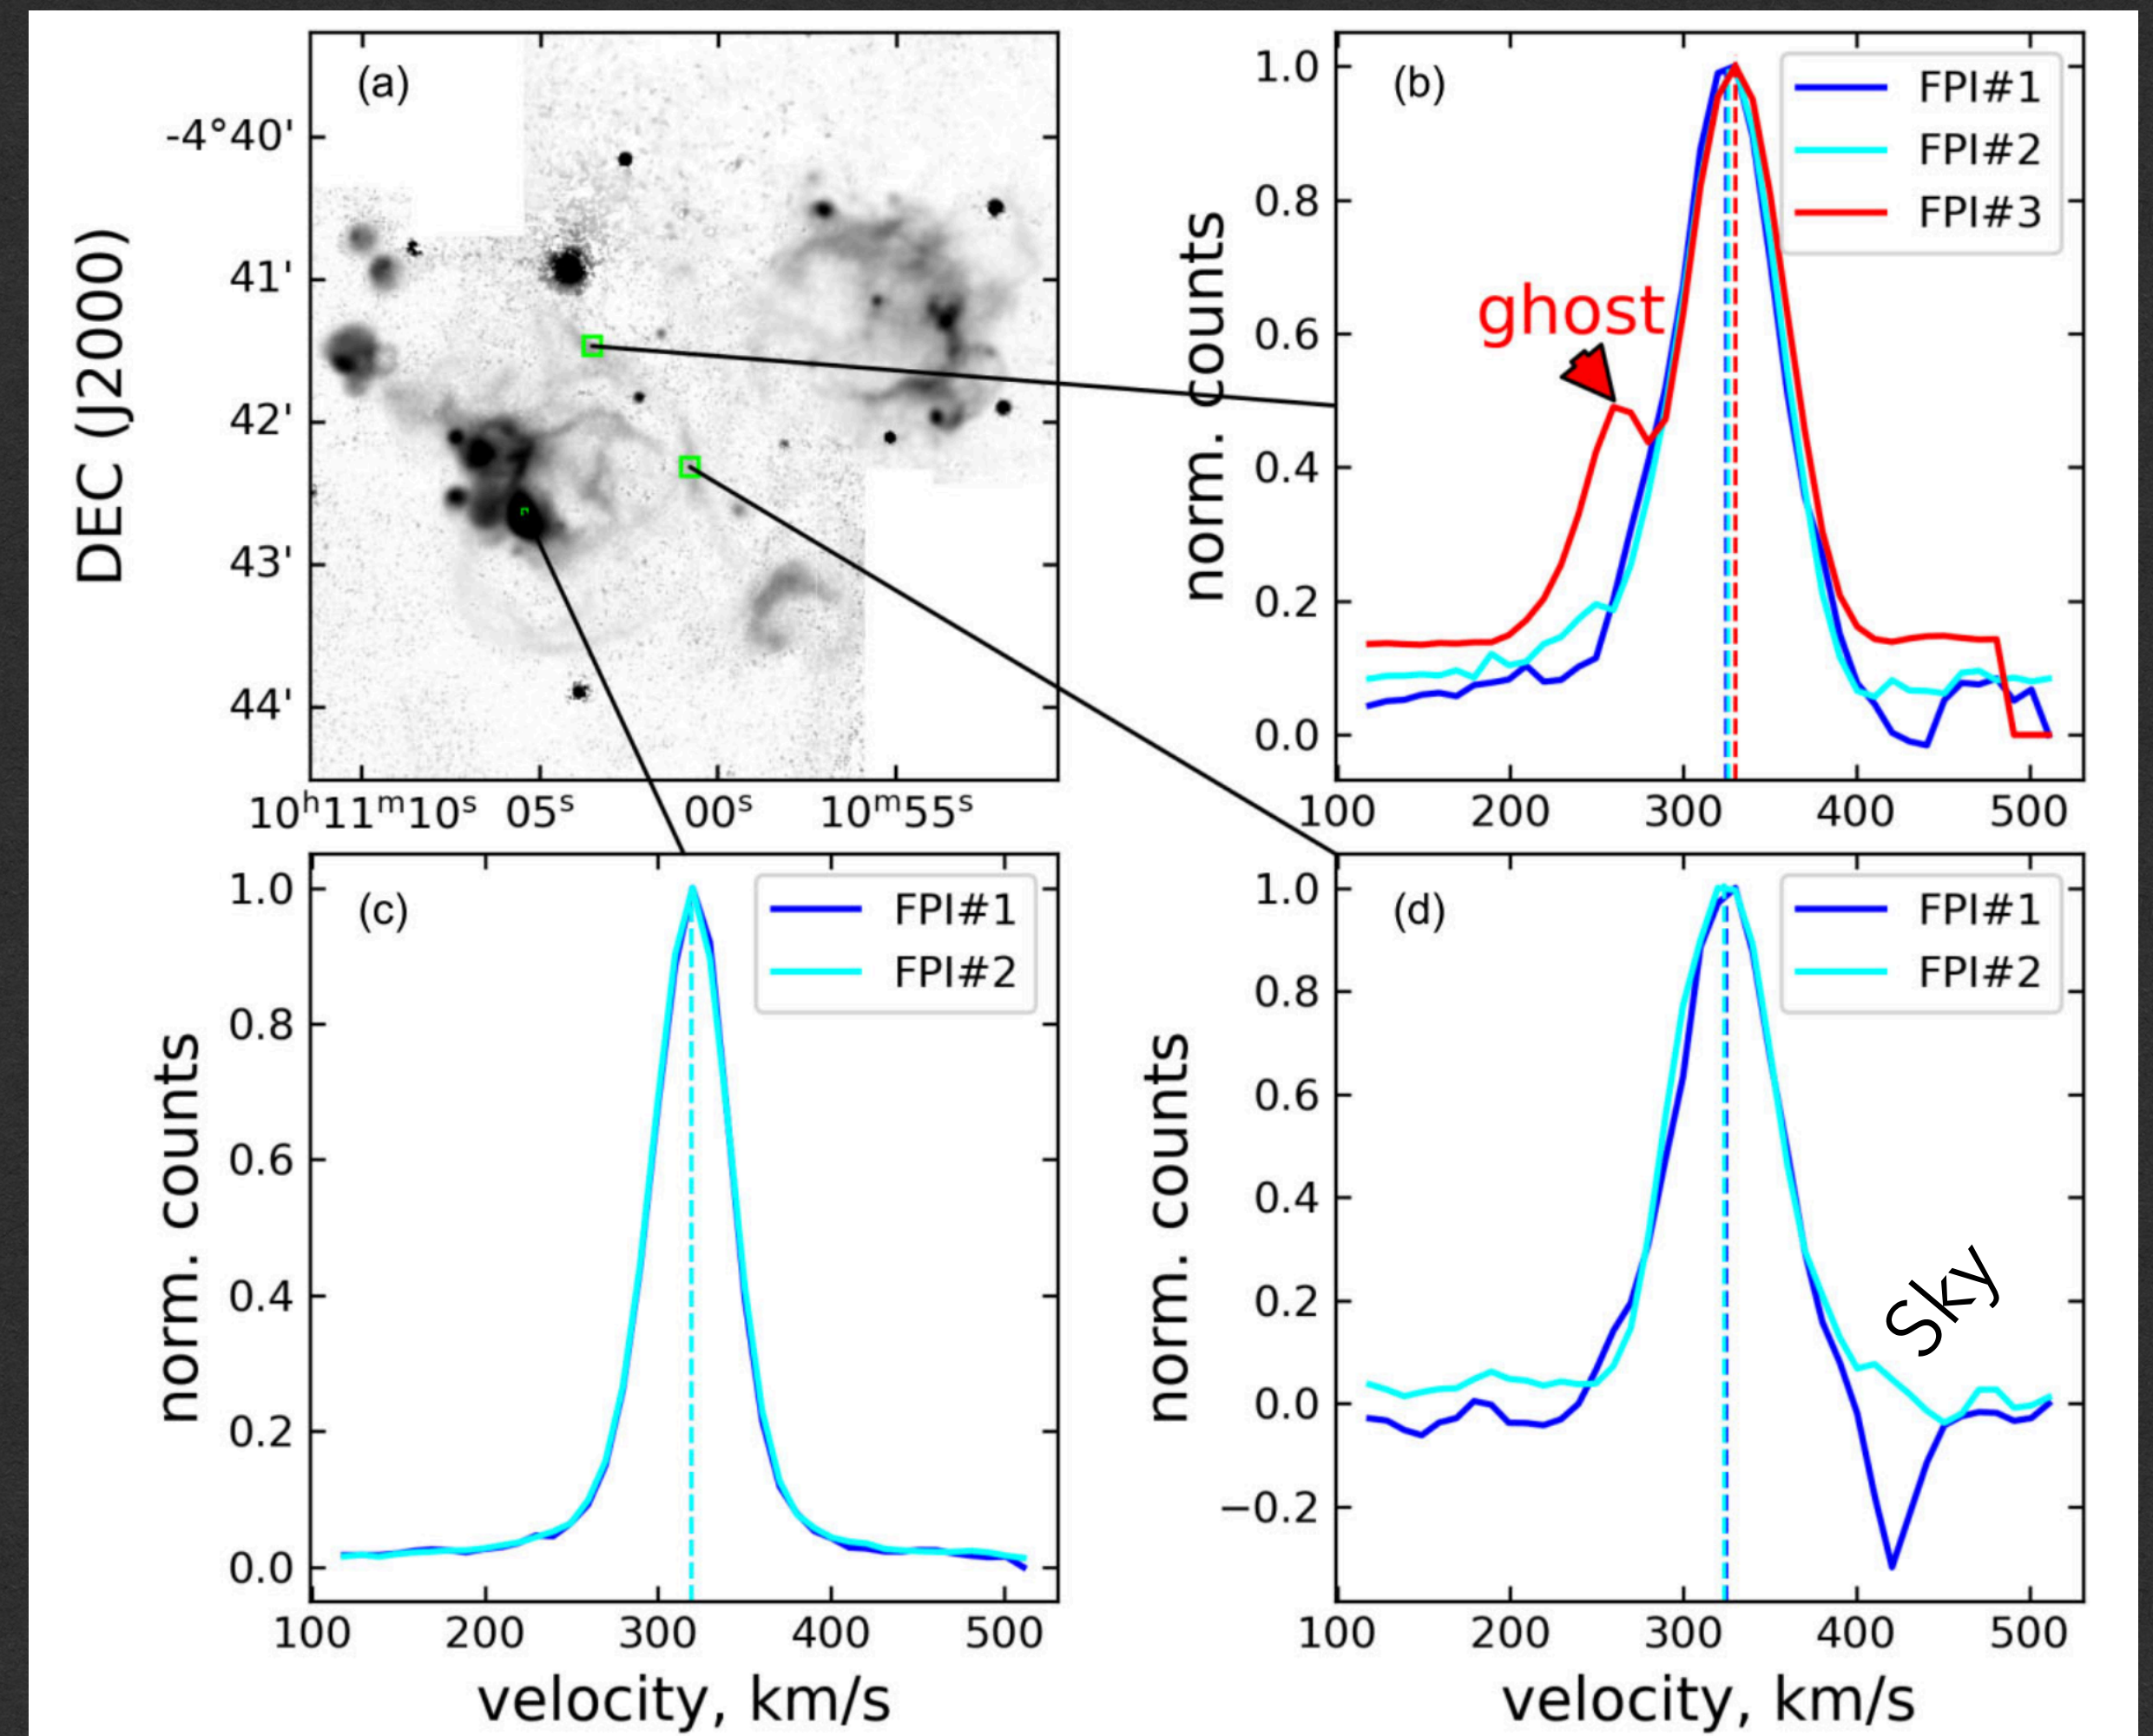 (a)
-4°40'
41'
42'
43'
44'
DEC (J2000)
10ʰ11ᵐ10ˢ 05ˢ 00ˢ 10ᵐ55ˢ
(b)
FPI#1
FPI#2
FPI#3
ghost
norm. counts
1.0
0.8
0.6
0.4
0.2
0.0
100 200 300 400 500
(c)
FPI#1
FPI#2
norm. counts
1.0
0.8
0.6
0.4
0.2
0.0
100 200 300 400 500
velocity, km/s
(d)
FPI#1
FPI#2
Sky
norm. counts
1.0
0.8
0.6
0.4
0.2
0.0
−0.2
100 200 300 400 500
velocity, km/s